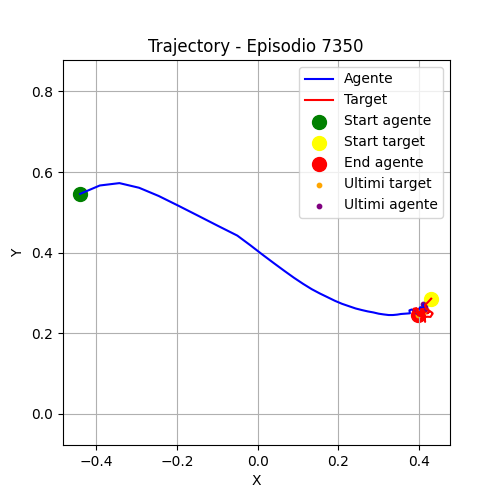 Trajectory - Episodio 7350
Agente
Target
Start agente
Start target
End agente
Ultimi target
Ultimi agente
Y
0.8
0.6
0.4
0.2
0.0
−0.4
−0.2
0.0
0.2
0.4
X